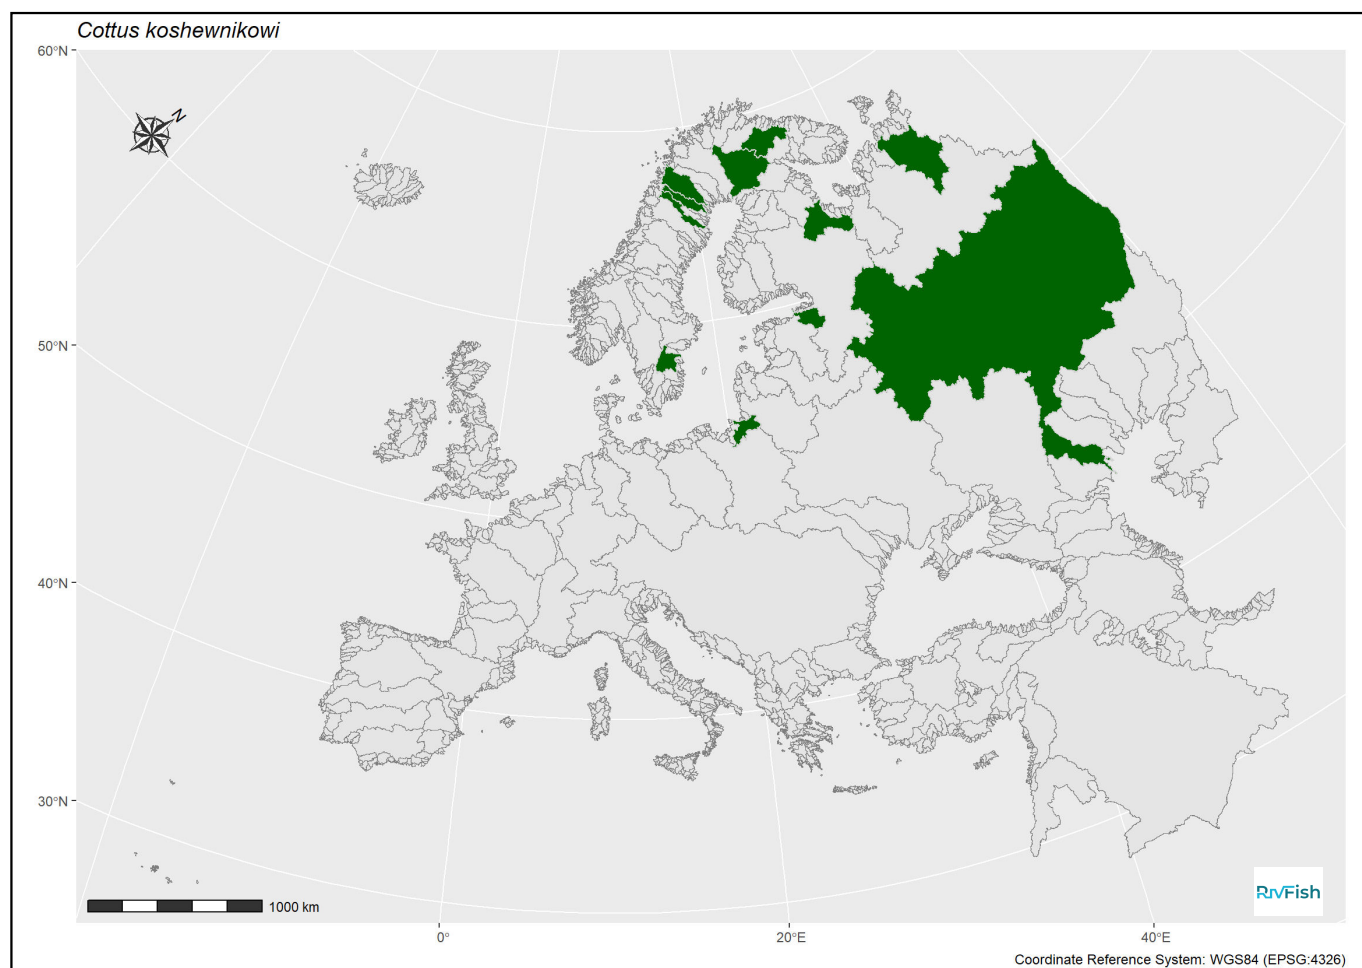 Cottus koshewnikowi
60°N
N
50°N
40°N
30°N
1000 km
RIVFish
0°
20°E
40°E
Coordinate Reference System: WGS84 (EPSG:4326)